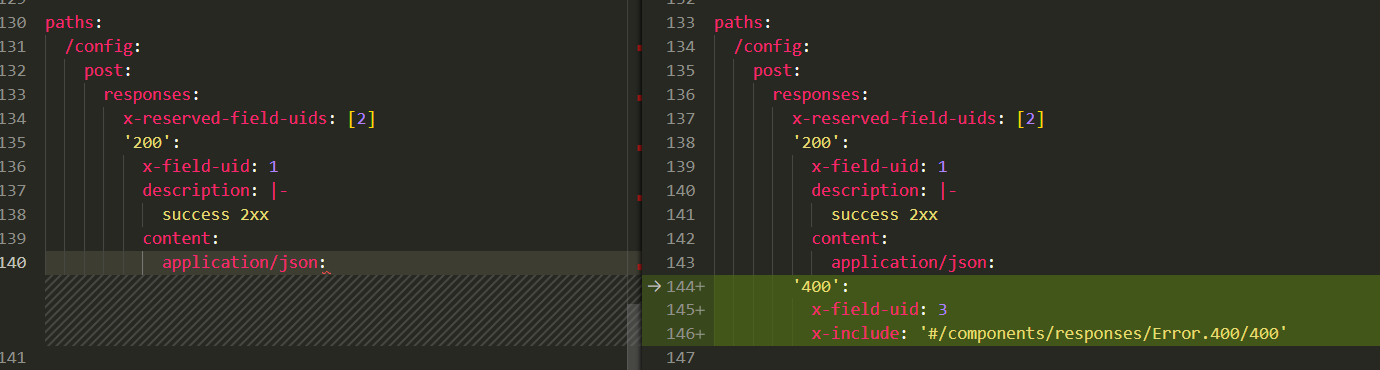 129
130 paths:
131 /config:
132 post:
133 responses:
134 x-reserved-field-uids: [2]
135 '200':
136 x-field-uid: 1
137 description: |-
138 success 2xx
139 content:
140 application/json:
141
132
133 paths:
134 /config:
135 post:
136 responses:
137 x-reserved-field-uids: [2]
138 '200':
139 x-field-uid: 1
140 description: |-
141 success 2xx
142 content:
143 application/json:
→ 144+ '400':
145+ x-field-uid: 3
146+ x-include: '#/components/responses/Error.400/400'
147